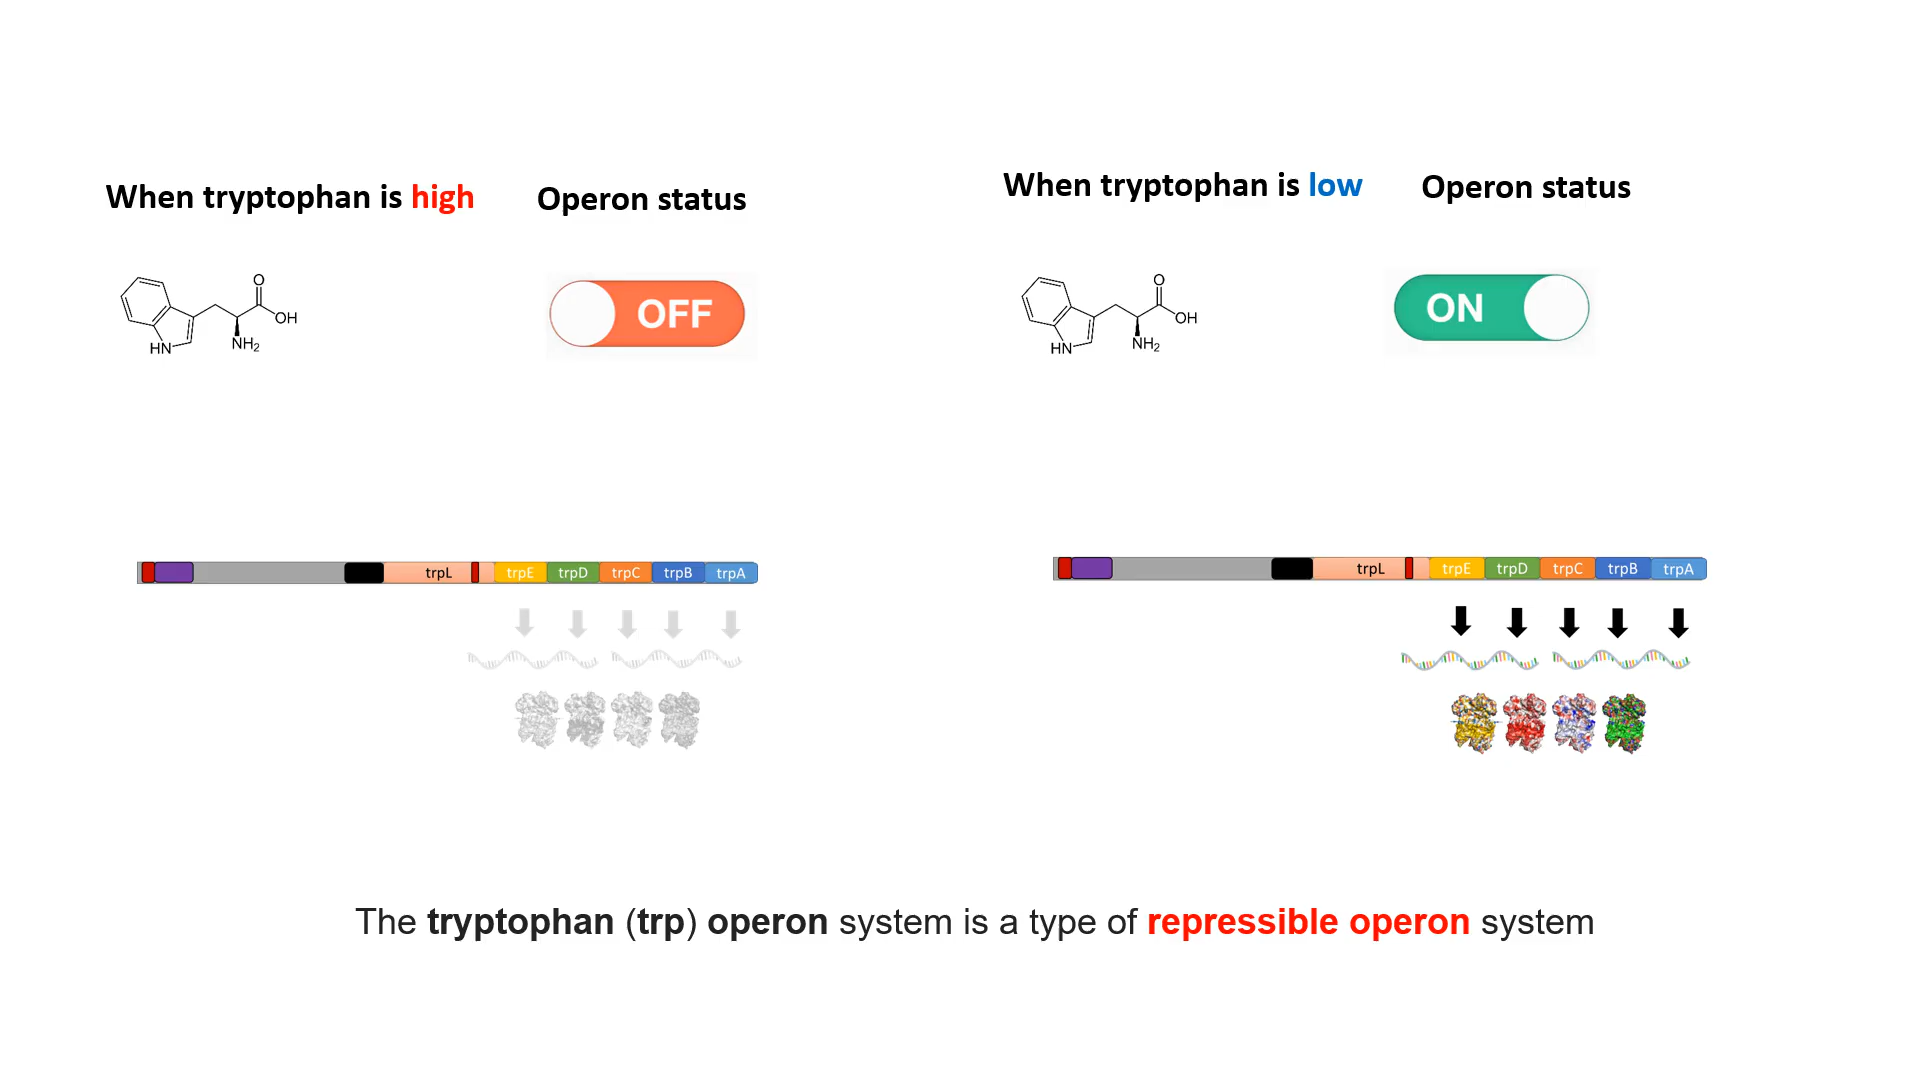 When tryptophan is high
Operon status
When tryptophan is low
Operon status
O
OH
NH2
HN
OFF
O
OH
NH2
HN
ON
trpL trpE trpD trpC trpB trpA
trpL trpE trpD trpC trpB trpA
The tryptophan (trp) operon system is a type of repressible operon system